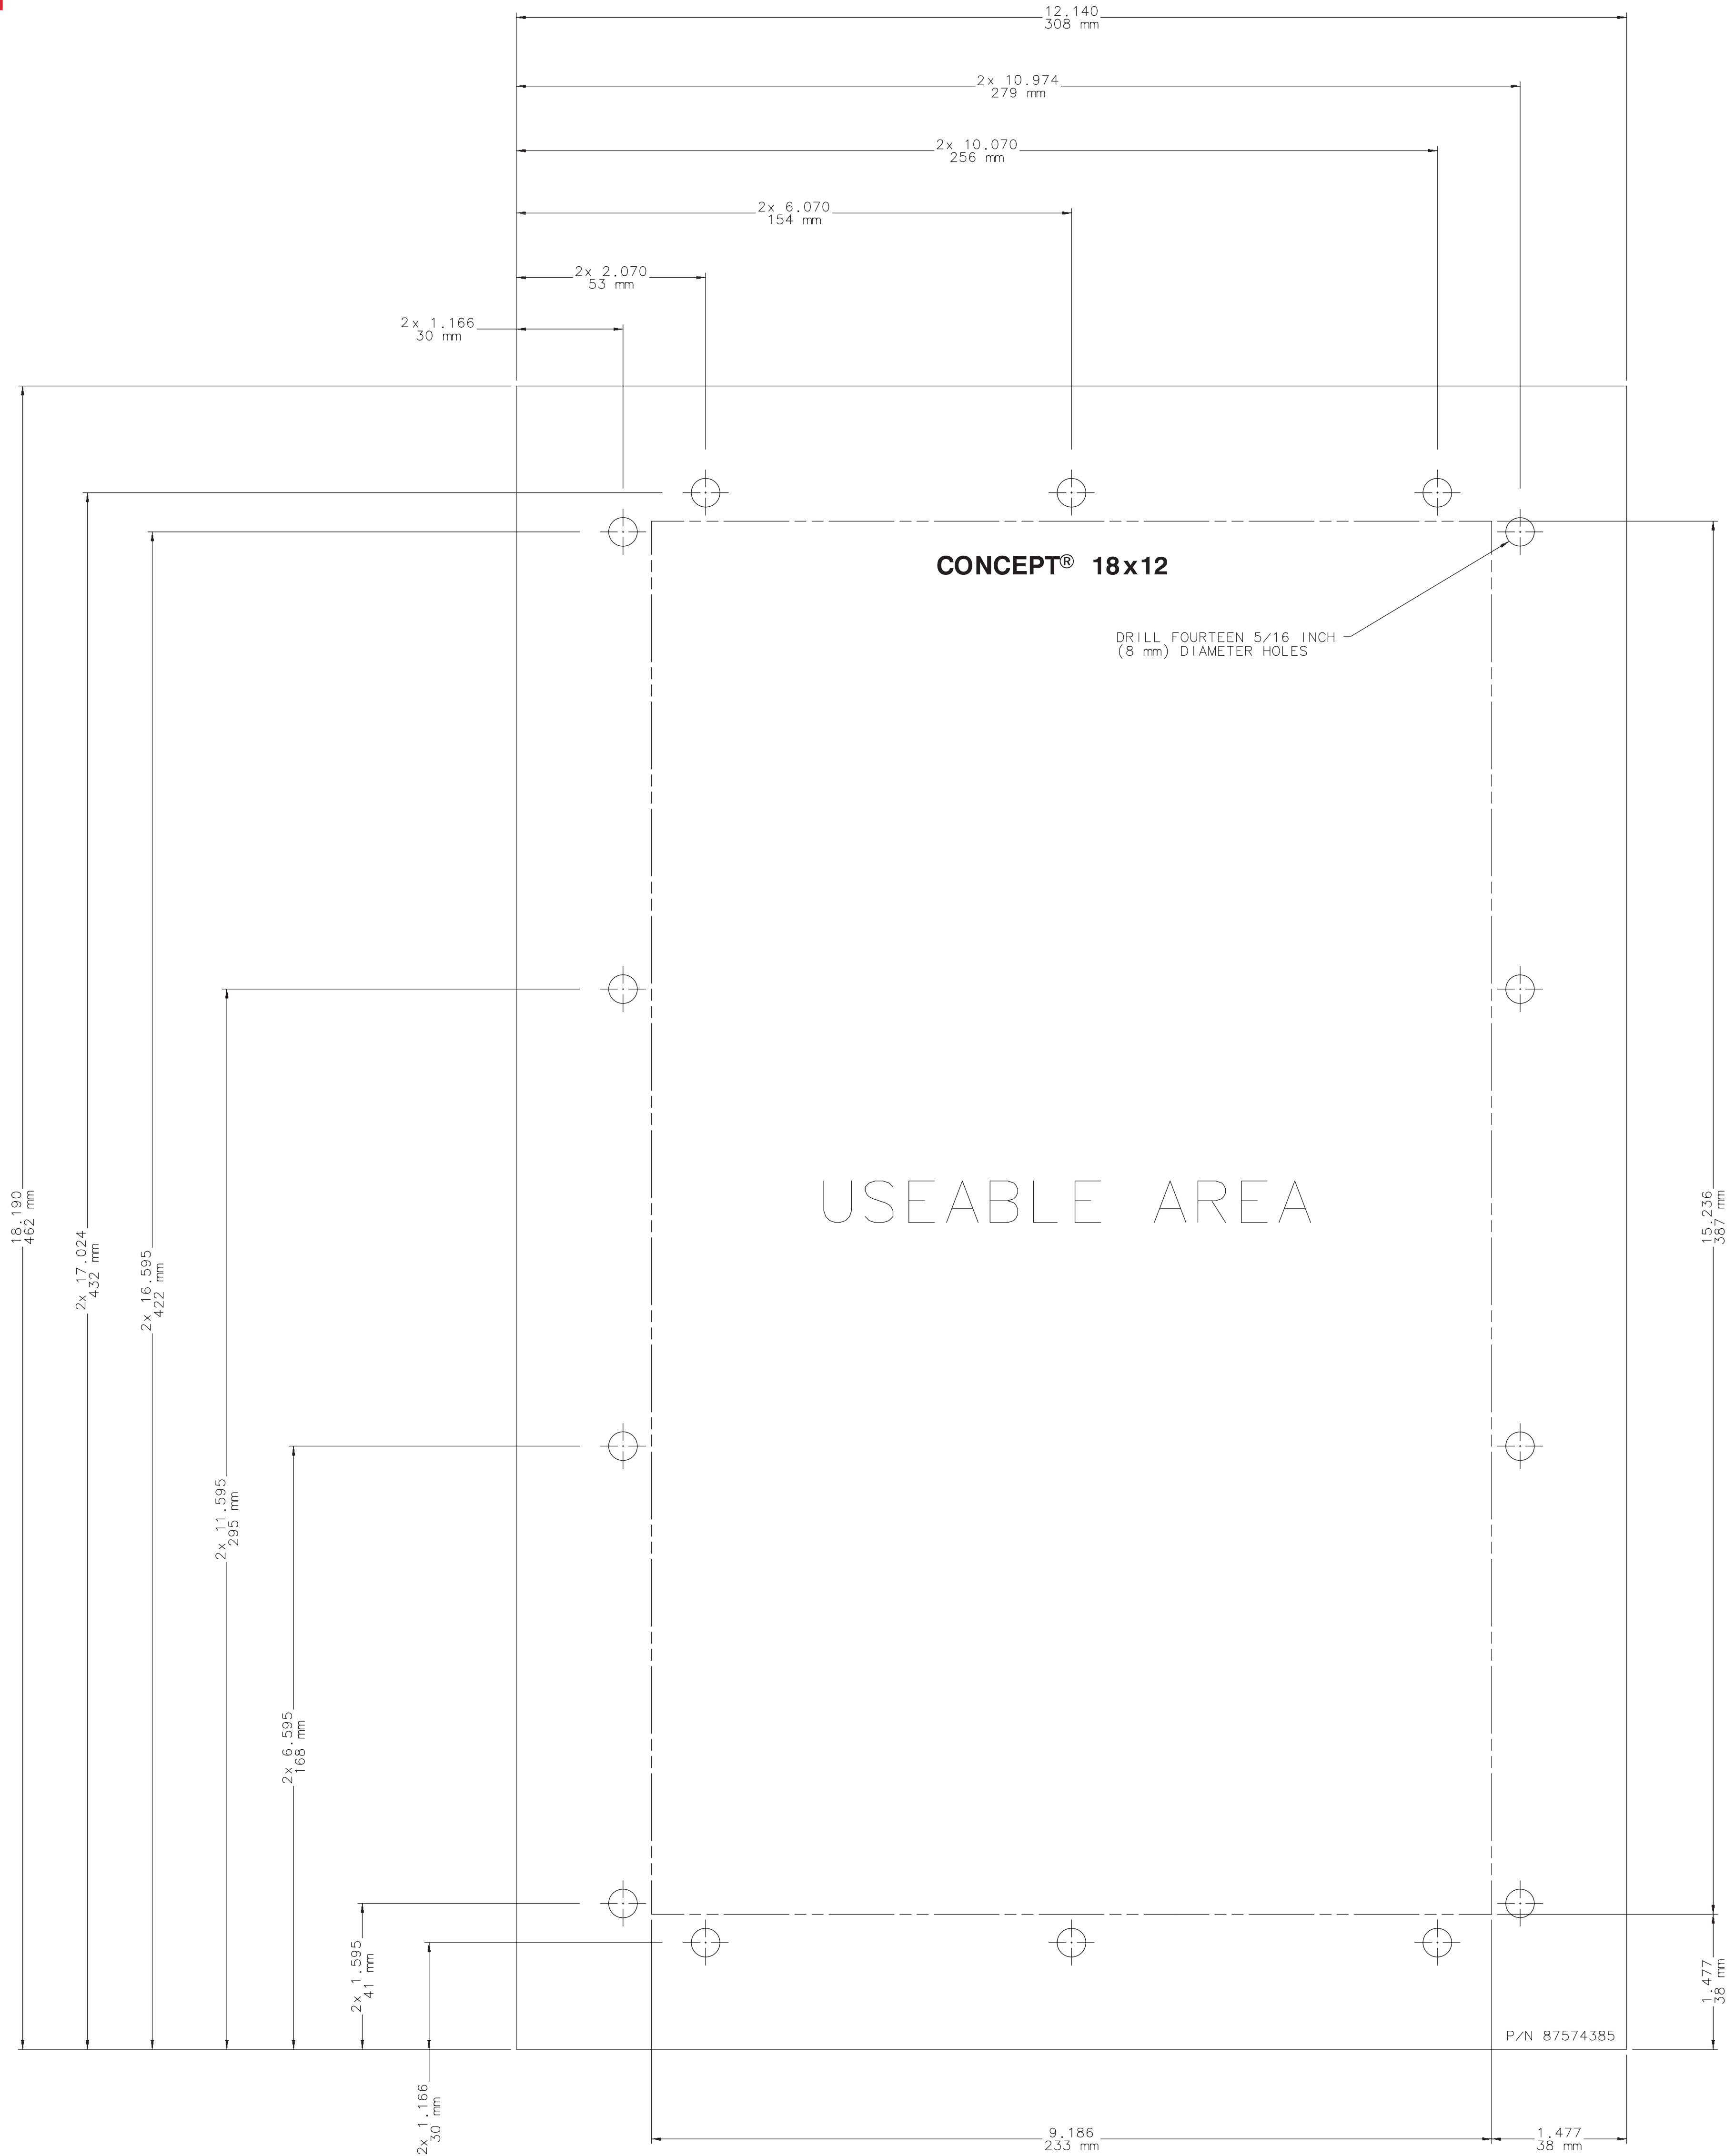 12.140
308 mm
2x 10.974
279 mm
2x 10.070
256 mm
2x 6.070
154 mm
2x 2.070
53 mm
2x 1.166
30 mm
CONCEPT® 18x12
DRILL FOURTEEN 5/16 INCH
(8 mm) DIAMETER HOLES
USEABLE AREA
18.190
462 mm
2x 17.024
432 mm
2x 16.595
422 mm
2x 11.595
295 mm
2x 6.595
168 mm
2x 1.595
41 mm
2x 1.166
30 mm
15.236
387 mm
1.477
38 mm
P/N 87574385
9.186
233 mm
1.477
38 mm